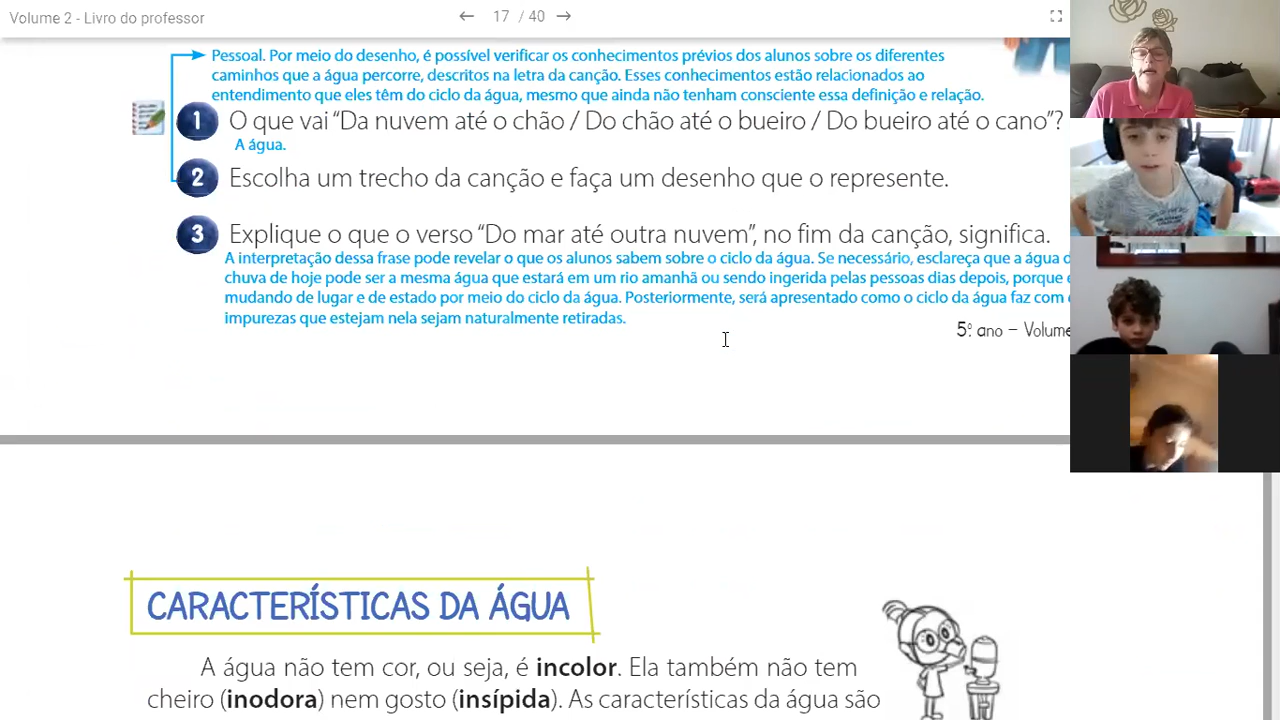 Volume 2 - Livro do professor
17 / 40
Pessoal. Por meio do desenho, é possível verificar os conhecimentos prévios dos alunos sobre os diferentes
caminhos que a água percorre, descritos na letra da canção. Esses conhecimentos estão relacionados ao
entendimento que eles têm do ciclo da água, mesmo que ainda não tenham consciente essa definição e relação.
1 O que vai “Da nuvem até o chão / Do chão até o bueiro / Do bueiro até o cano”?
A água.
2 Escolha um trecho da canção e faça um desenho que o represente.
3 Explique o que o verso “Do mar até outra nuvem”, no fim da canção, significa.
A interpretação dessa frase pode revelar o que os alunos sabem sobre o ciclo da água. Se necessário, esclareça que a água
chuva de hoje pode ser a mesma água que estará em um rio amanhã ou sendo ingerida pelas pessoas dias depois, porque
mudando de lugar e de estado por meio do ciclo da água. Posteriormente, será apresentado como o ciclo da água faz com
impurezas que estejam nela sejam naturalmente retiradas.
5º. ano – Volume
CARACTERÍSTICAS DA ÁGUA
A água não tem cor, ou seja, é incolor. Ela também não tem
cheiro (inodora) nem gosto (insípida). As características da água são